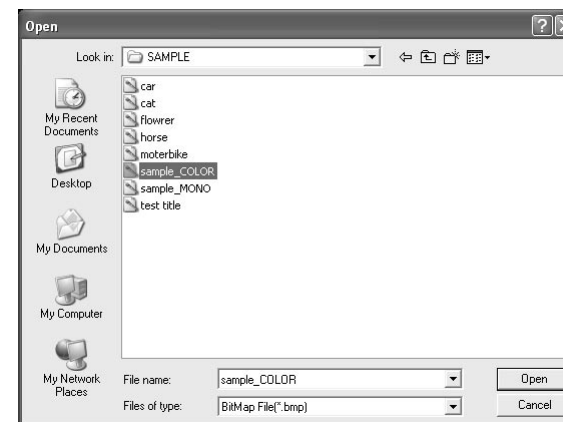 Open
Look in: SAMPLE
car
cat
flowrer
horse
moterbike
sample_COLOR
sample_MONO
test title
My Recent
Documents
Desktop
My Documents
My Computer
My Network
Places
File name: sample_COLOR Open
Files of type: BitMap File(*.bmp) Cancel